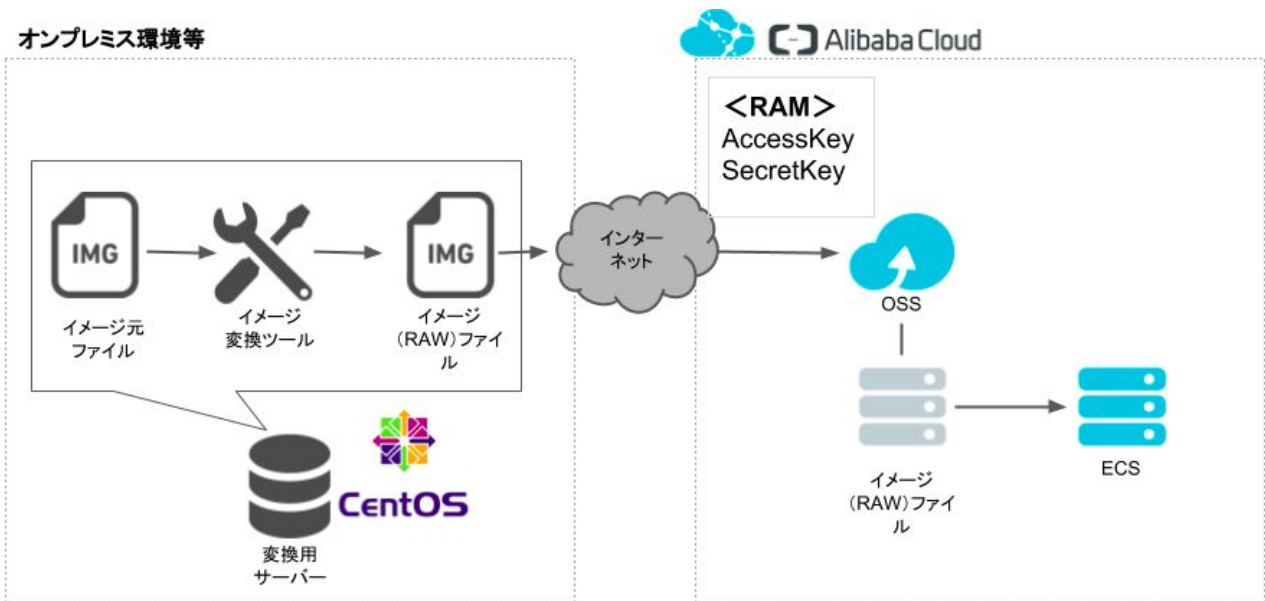 オンプレミス環境等
Alibaba Cloud
<RAM>
AccessKey
SecretKey
IMG
IMG
イメージ元
ファイル
イメージ
変換ツール
イメージ
(RAW)ファイ
ル
インター
ネット
OSS
CentOS
変換用
サーバー
イメージ
(RAW)ファイ
ル
ECS